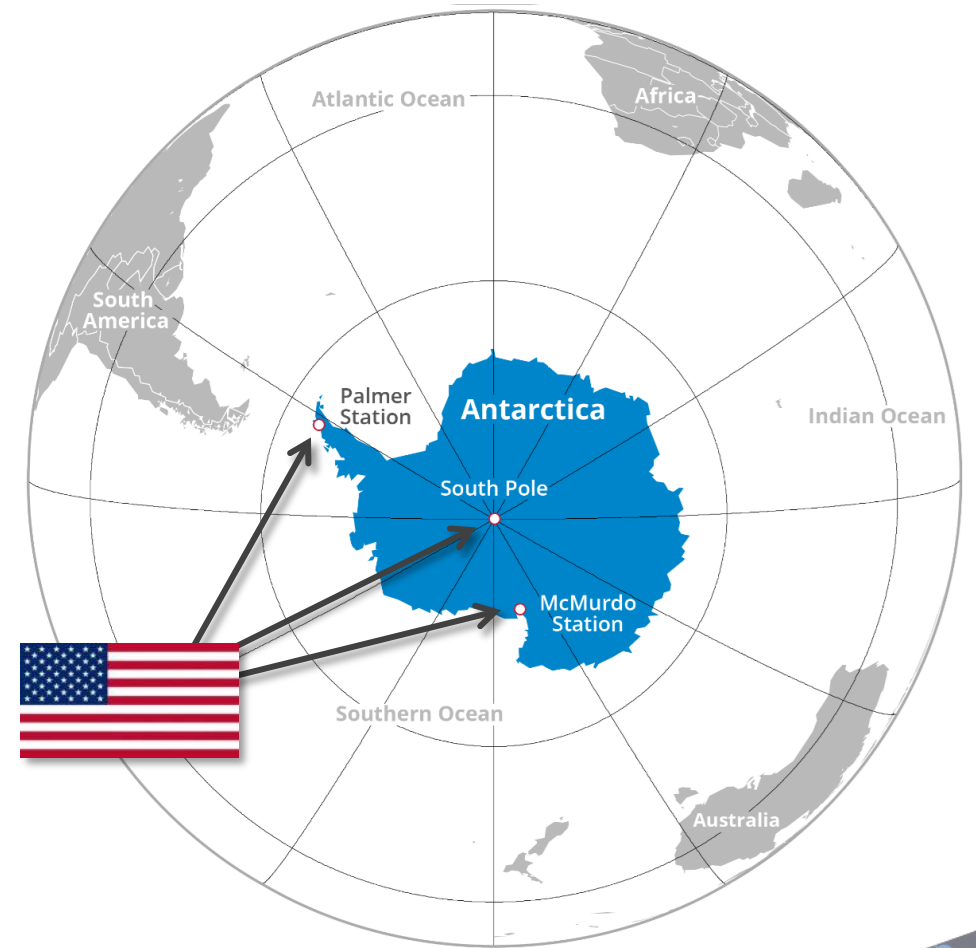 Atlantic Ocean
Africa
South
America
Palmer
Station
Antarctica
Indian Ocean
South Pole
McMurdo
Station
Southern Ocean
Australia